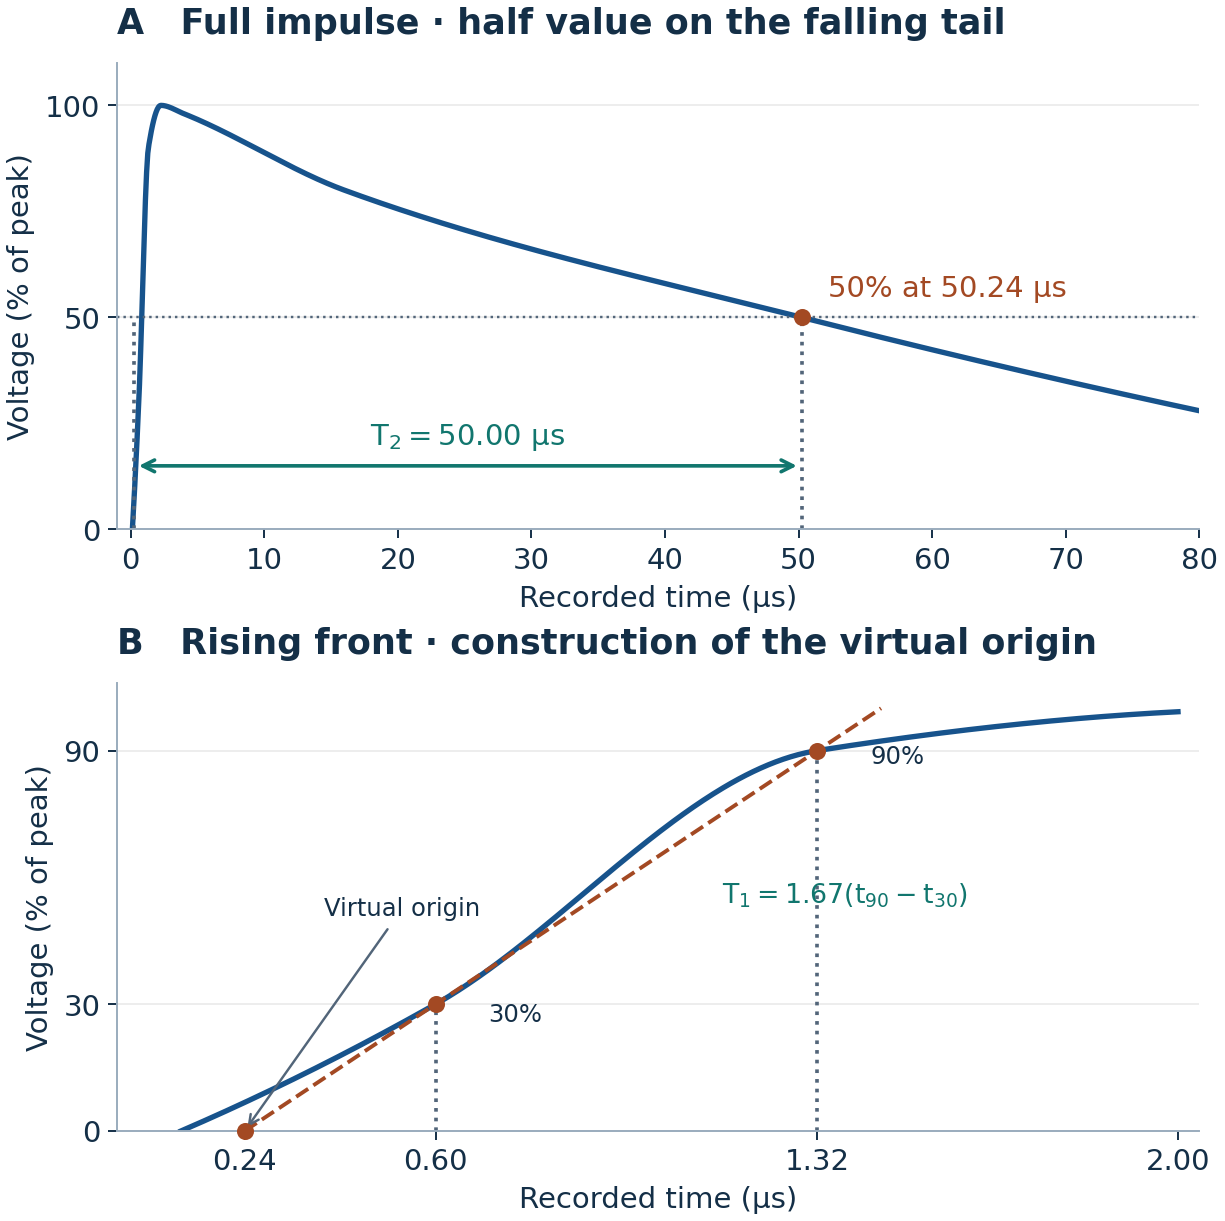 A Full impulse · half value on the falling tail
Voltage (% of peak)
100
50
0
50% at 50.24 µs
T₂ = 50.00 µs
0 10 20 30 40 50 60 70 80
Recorded time (µs)
B Rising front · construction of the virtual origin
Voltage (% of peak)
90
30
0
90%
T₁ = 1.67(t₉₀ − t₃₀)
Virtual origin
30%
0.24 0.60 1.32 2.00
Recorded time (µs)